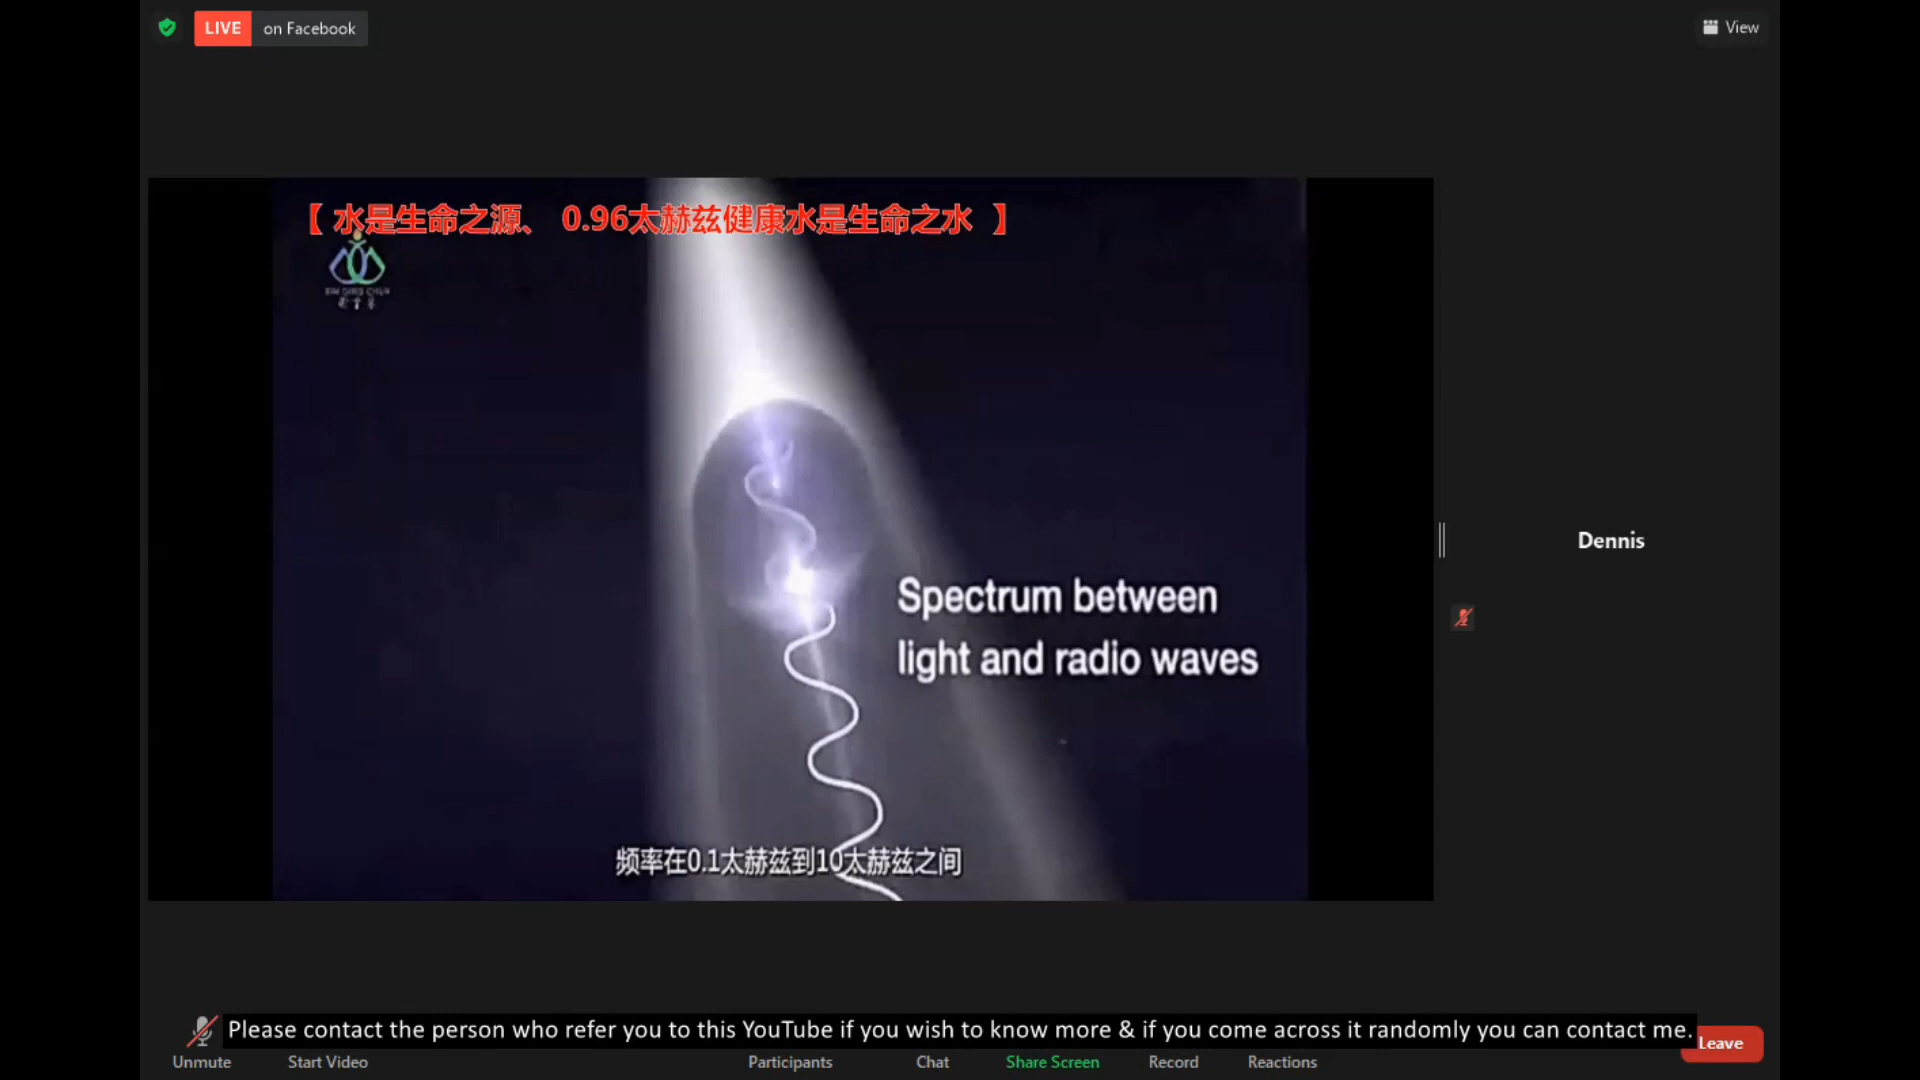 LIVE on Facebook
View
【 水是生命之源、 0.96太赫兹健康水是生命之水 】
Spectrum between
light and radio waves
Dennis
频率在0.1太赫兹到10太赫兹之间
Please contact the person who refer you to this YouTube if you wish to know more & if you come across it randomly you can contact me.
Leave
Unmute
Start Video
Participants
Chat
Share Screen
Record
Reactions